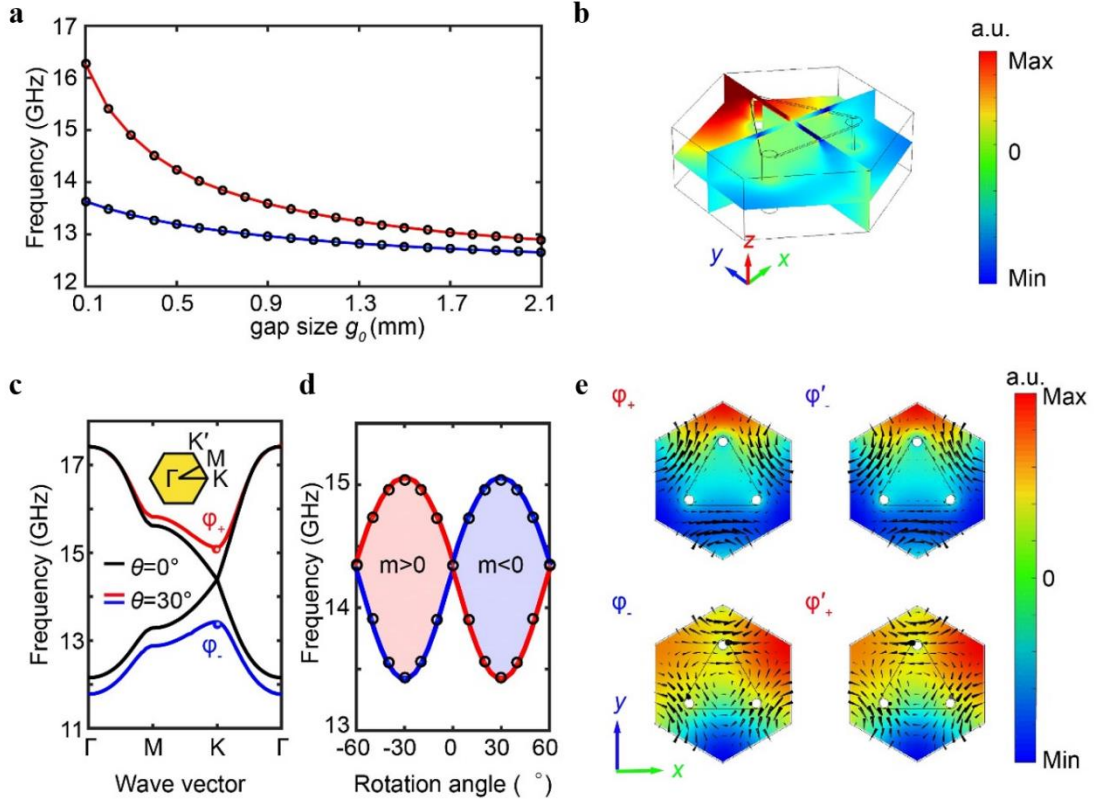 a
17
16
15
14
13
12
Frequency (GHz)
0.1 0.5 0.9 1.3 1.7 2.1
gap size g₀ (mm)
b
a.u.
Max
0
Min
z
y x
c
17
15
13
11
Frequency (GHz)
K′
M
Γ K
φ₊
θ=0°
θ=30°
φ₋
Γ M K Γ
Wave vector
d
15
14
13
Frequency (GHz)
m>0 m<0
-60 -30 0 30 60
Rotation angle ( °)
e
a.u.
φ₊ φ′₋
Max
0
φ₋ φ′₊
Min
y
x